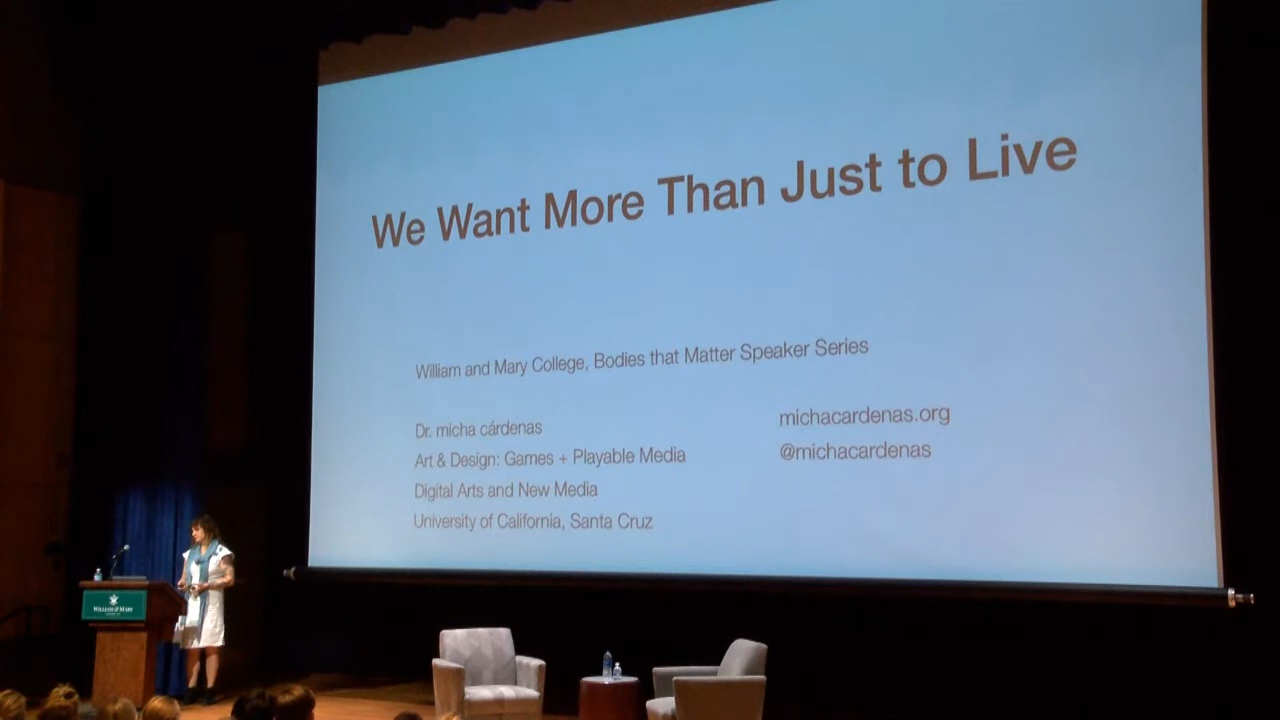 We Want More Than Just to Live
William and Mary College, Bodies that Matter Speaker Series
Dr. micha cárdenas
Art & Design: Games + Playable Media
Digital Arts and New Media
University of California, Santa Cruz
michacardenas.org
@michacardenas
WILLIAM & MARY